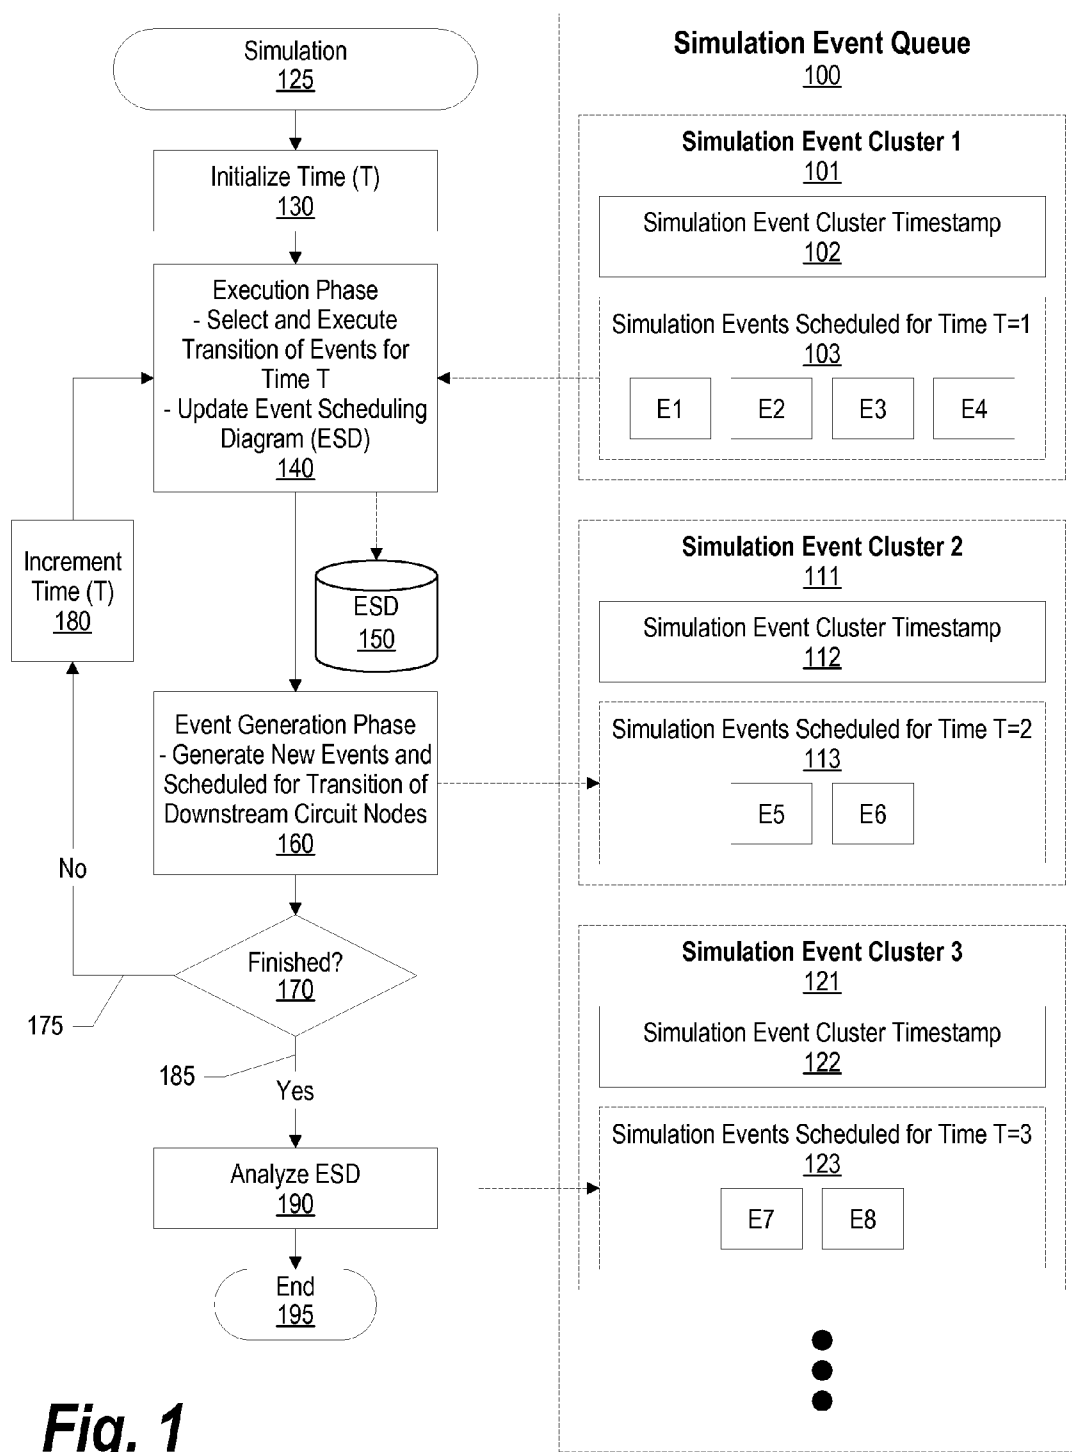 Simulation
125
Initialize Time (T)
130
Execution Phase
- Select and Execute
Transition of Events for
Time T
- Update Event Scheduling
Diagram (ESD)
140
Increment
Time (T)
180
ESD
150
Event Generation Phase
- Generate New Events and
Scheduled for Transition of
Downstream Circuit Nodes
160
No
Finished?
170
175
185
Yes
Analyze ESD
190
End
195
Simulation Event Queue
100
Simulation Event Cluster 1
101
Simulation Event Cluster Timestamp
102
Simulation Events Scheduled for Time T=1
103
E1 E2 E3 E4
Simulation Event Cluster 2
111
Simulation Event Cluster Timestamp
112
Simulation Events Scheduled for Time T=2
113
E5 E6
Simulation Event Cluster 3
121
Simulation Event Cluster Timestamp
122
Simulation Events Scheduled for Time T=3
123
E7 E8
Fig. 1